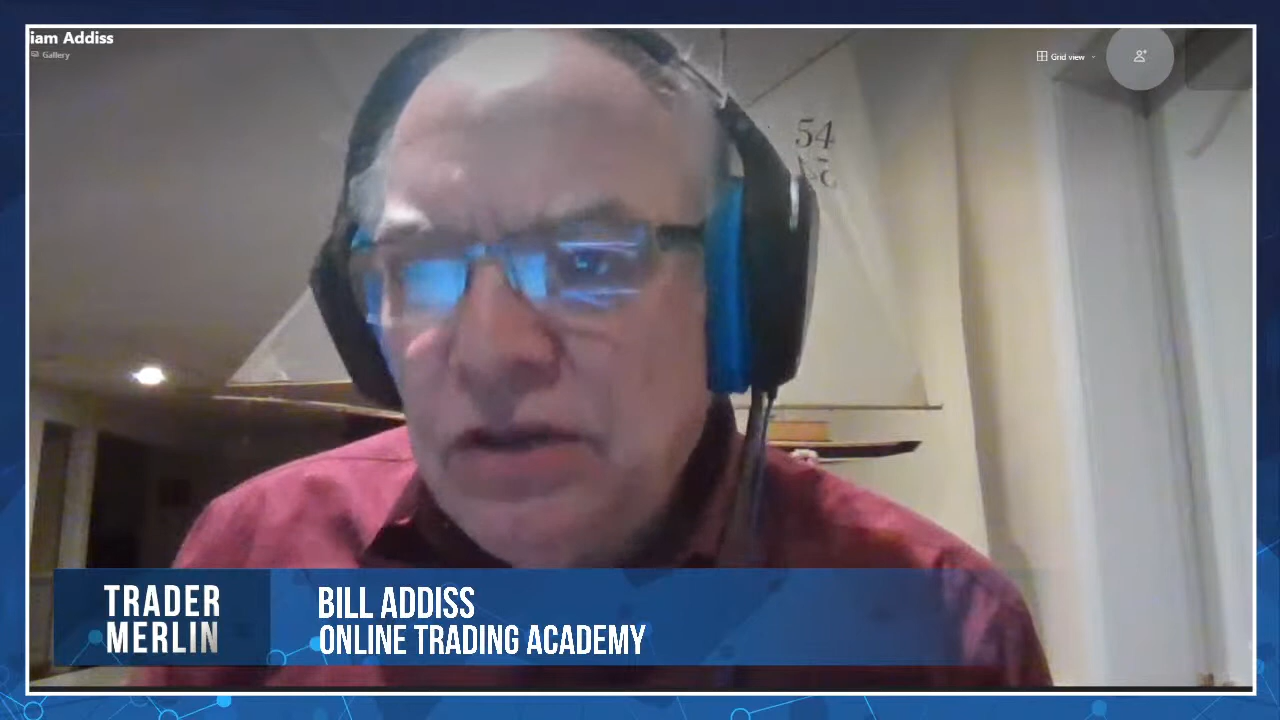 iam Addiss
Gallery
Grid view
54
TRADER
MERLIN
BILL ADDISS
ONLINE TRADING ACADEMY